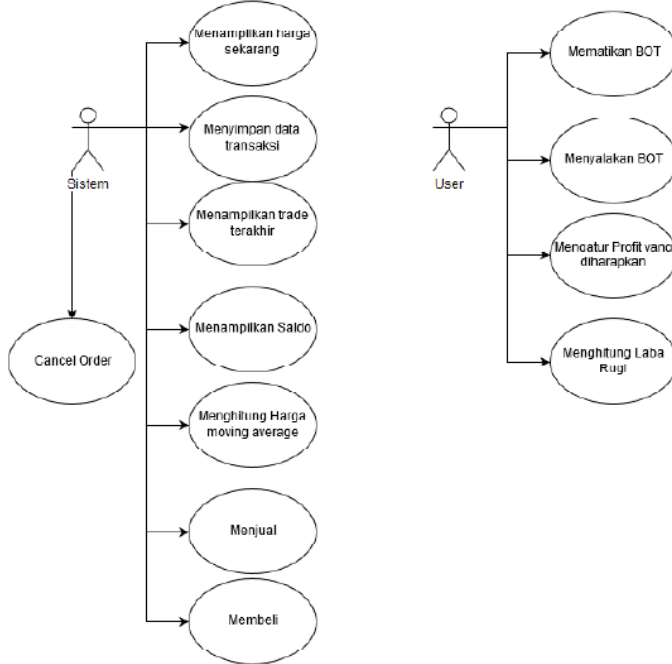 Menampilkan harga
sekarang
Menyimpan data
transaksi
Sistem
Menampilkan trade
terakhir
Menampilkan Saldo
Cancel Order
Menghitung Harga
moving average
Menjual
Membeli
Mematikan BOT
User
Menyalakan BOT
Mengatur Profit yang
diharapkan
Menghitung Laba
Rugi